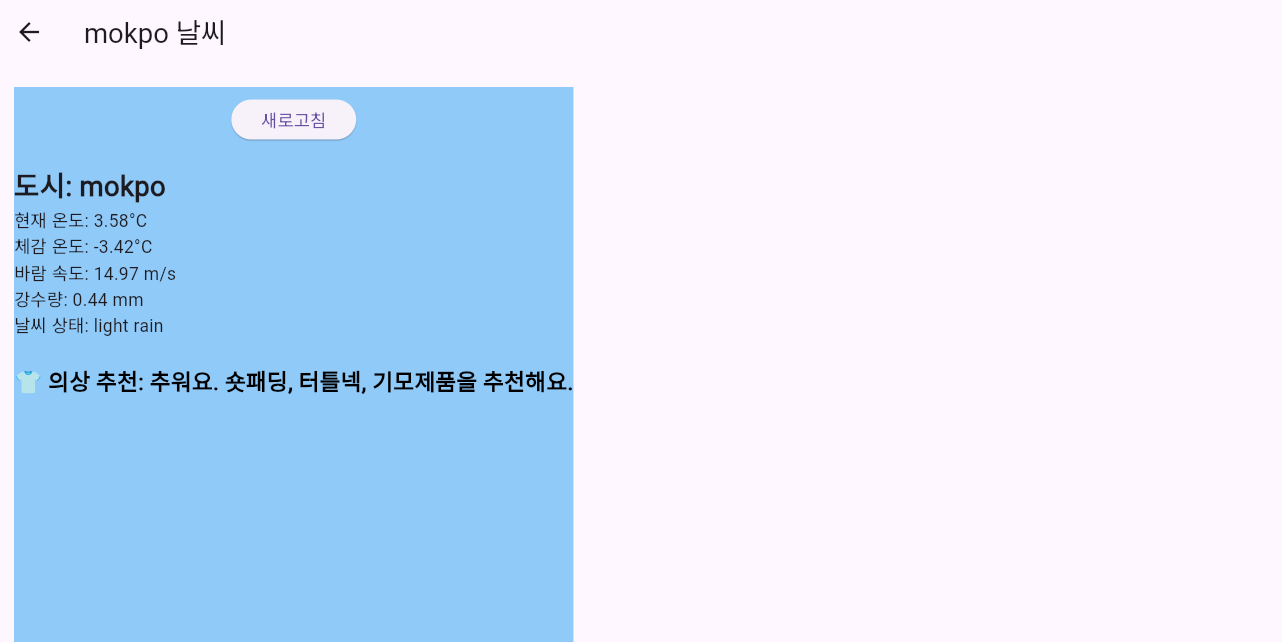 mokpo 날씨
새로고침
도시: mokpo
현재 온도: 3.58°C
체감 온도: -3.42°C
바람 속도: 14.97 m/s
강수량: 0.44 mm
날씨 상태: light rain
👕 의상 추천: 추워요. 숏패딩, 터틀넥, 기모제품을 추천해요.